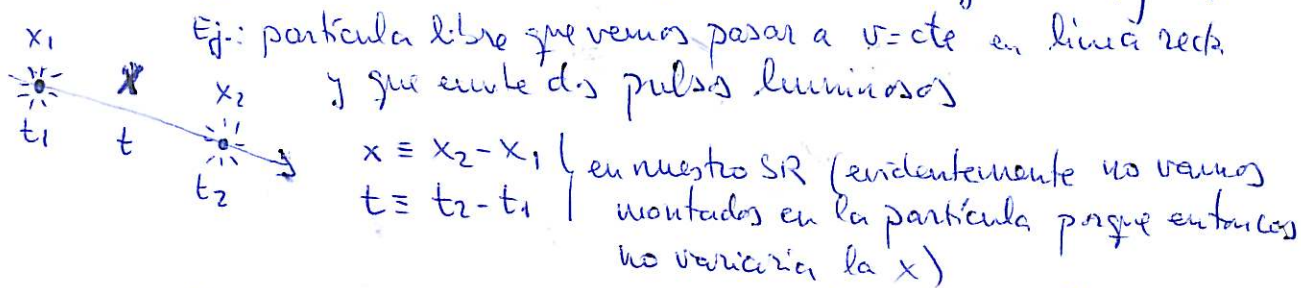 Ej.: partícula libre que vemos pasar a v=cte en línea recta
y que emite dos pulsos luminosos
x₁
t₁
x
t
x₂
t₂
x ≡ x₂-x₁
t ≡ t₂-t₁
en nuestro SR (evidentemente no vamos
montados en la partícula porque entonces
no variaría la x)